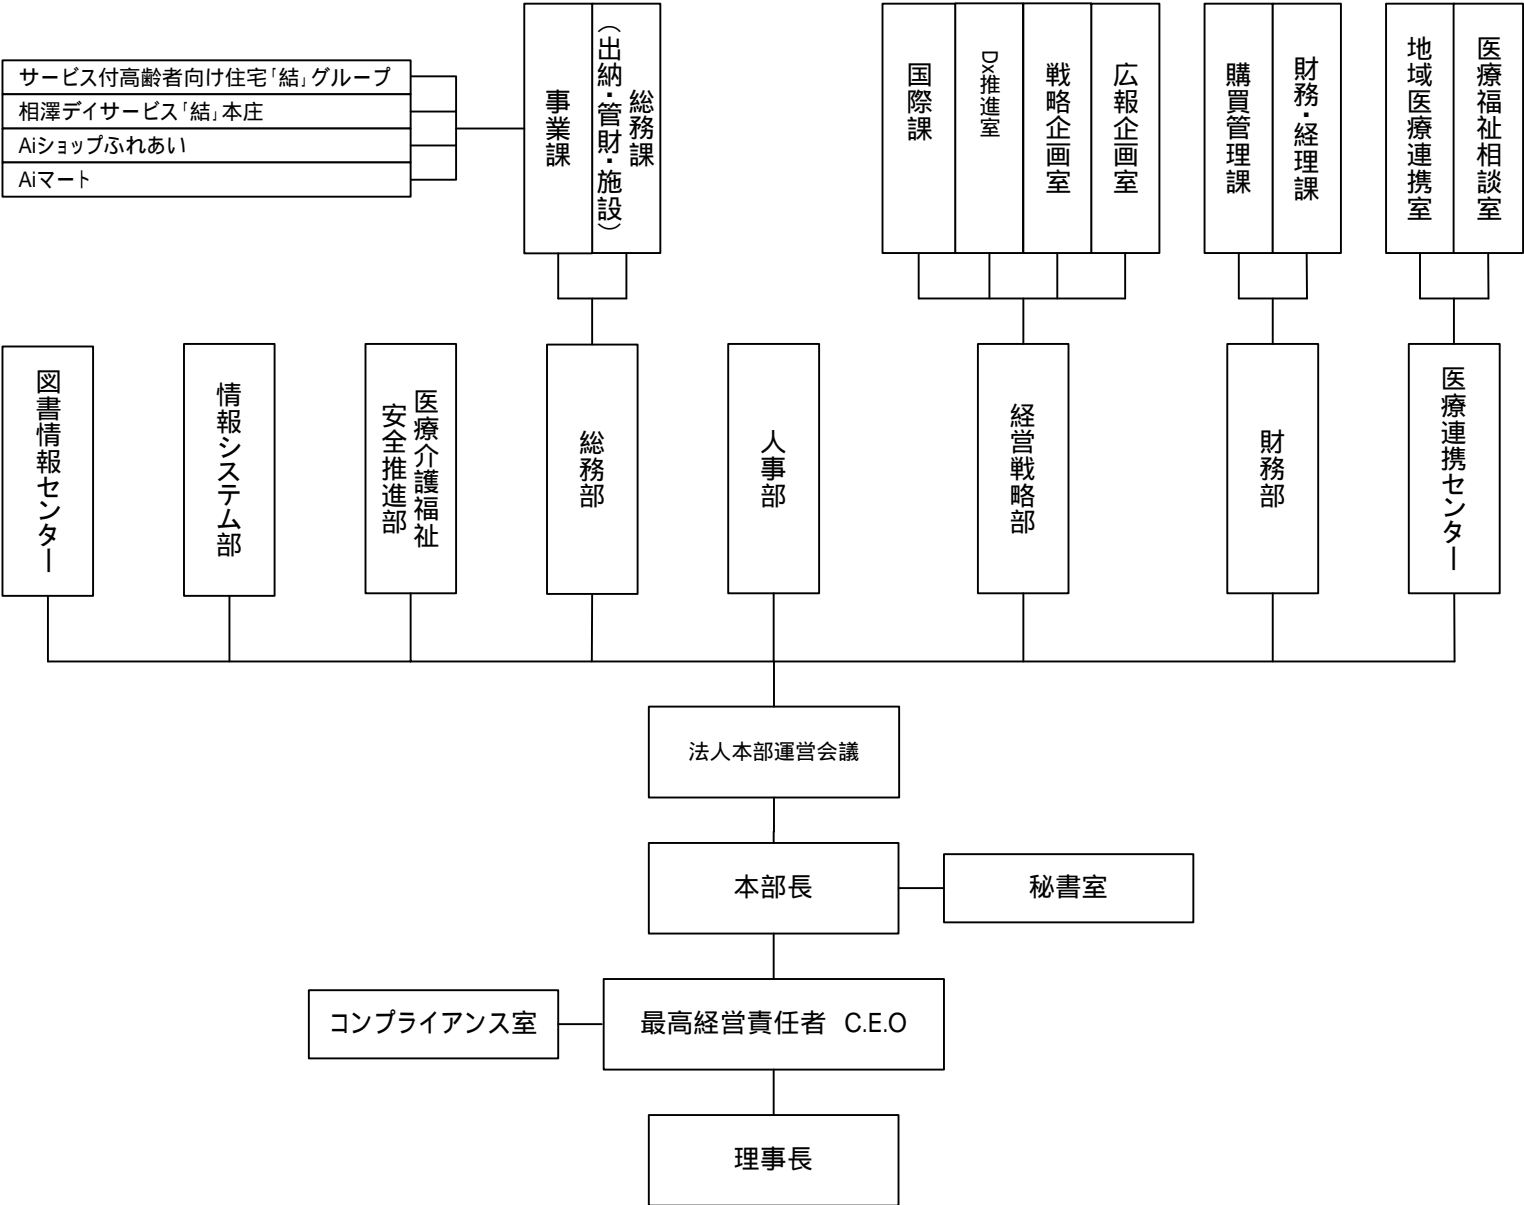 サービス付高齢者向け住宅「結」グループ
相澤デイサービス「結」本庄
Aiショップふれあい
Aiマート
事業課
総務課
（出納・管財・施設）
国際課
Dx推進室
戦略企画室
広報企画室
購買管理課
財務・経理課
地域医療連携室
医療福祉相談室
図書情報センター
情報システム部
医療介護福祉
安全推進部
総務部
人事部
経営戦略部
財務部
医療連携センター
法人本部運営会議
本部長
秘書室
コンプライアンス室
最高経営責任者 C.E.O
理事長